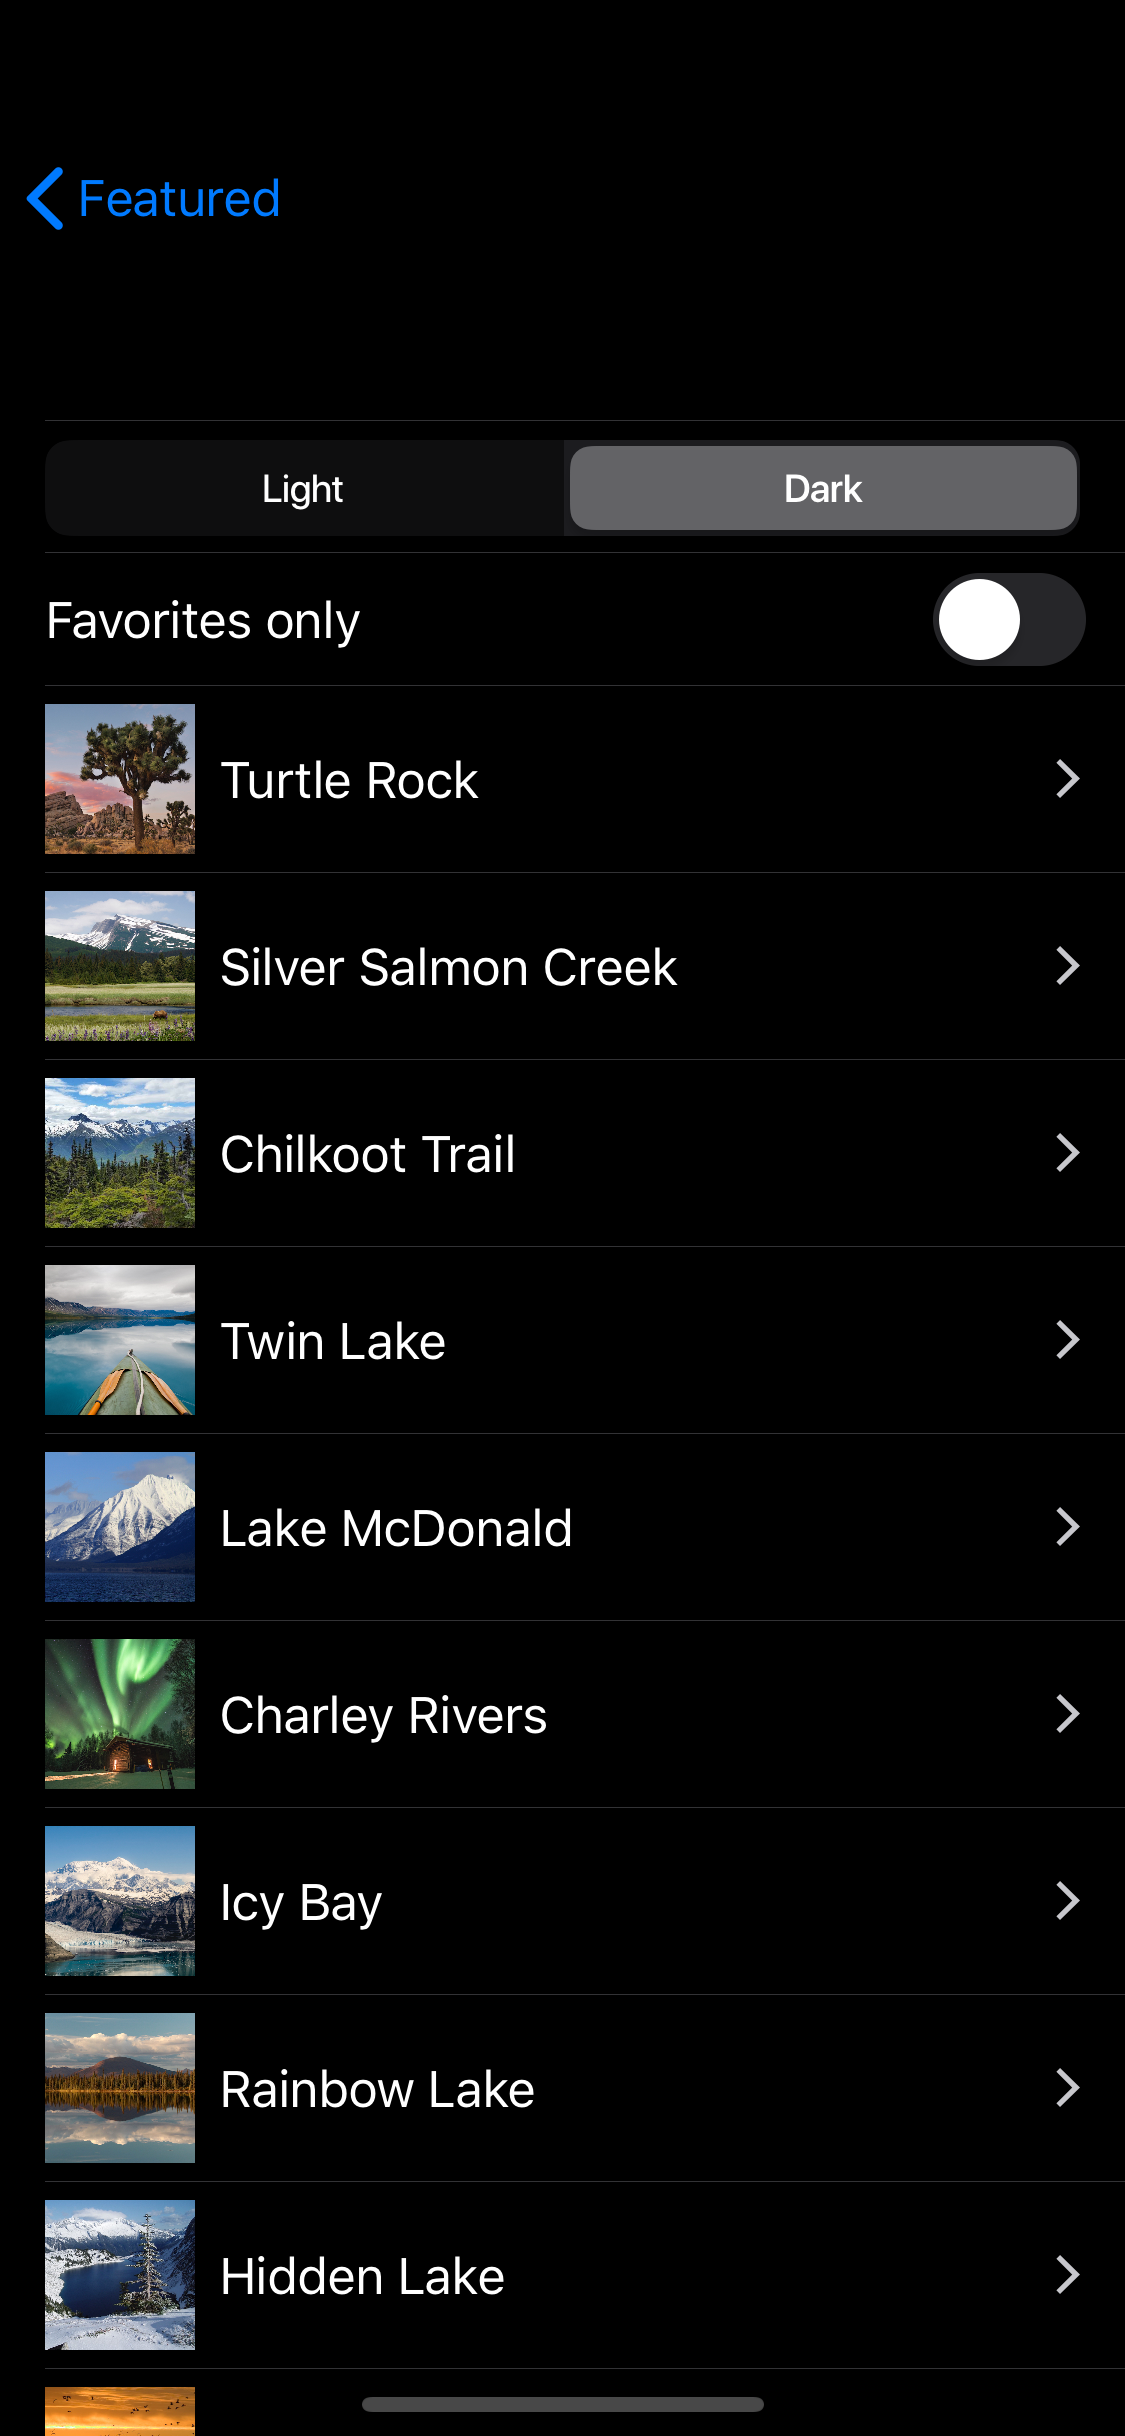 Featured
Light
Dark
Favorites only
Turtle Rock
Silver Salmon Creek
Chilkoot Trail
Twin Lake
Lake McDonald
Charley Rivers
Icy Bay
Rainbow Lake
Hidden Lake